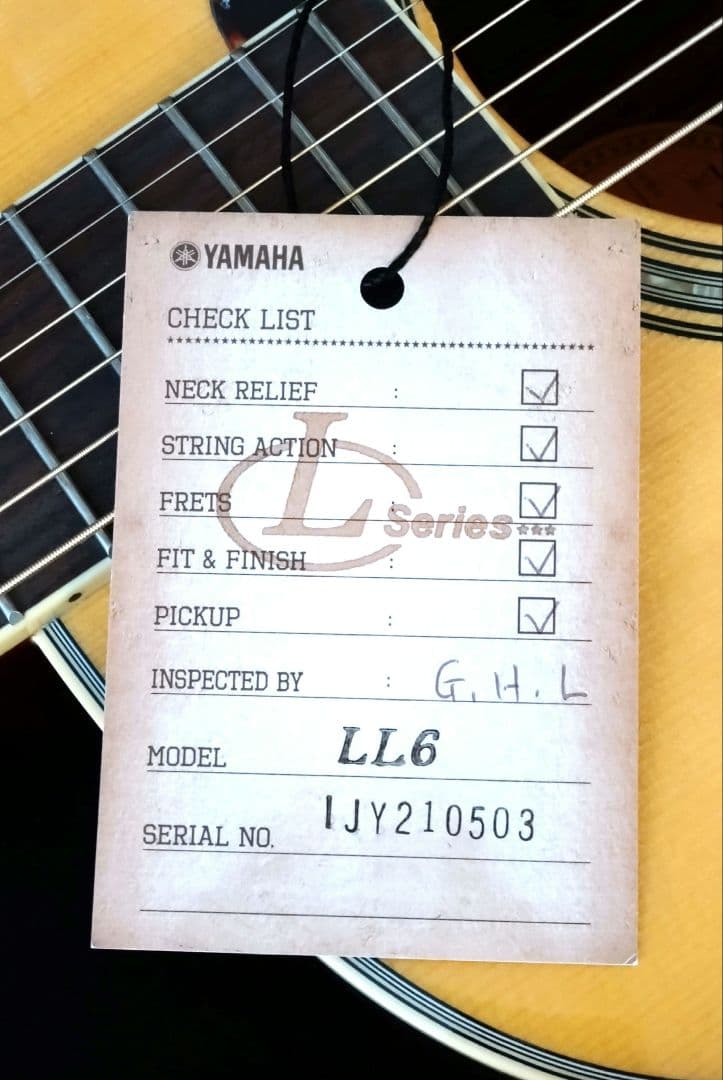 YAMAHA
CHECK LIST
NECK RELIEF :
STRING ACTION :
FRETS :
L Series
FIT & FINISH :
PICKUP :
INSPECTED BY : G. H. L
MODEL LL6
SERIAL NO. IJY210503